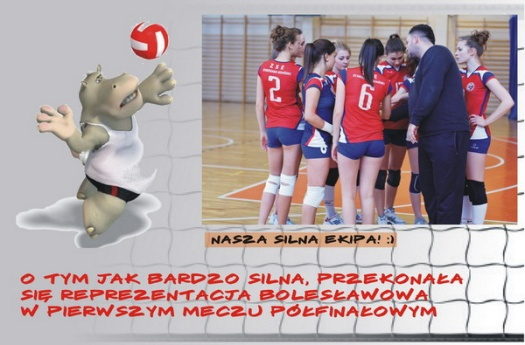 Z S E
2
6
NASZA SILNA EKIPA! :)
O TYM JAK BARDZO SILNA, PRZEKONAŁA
SIĘ REPREZENTACJA BOLESŁAWOWA
W PIERWSZYM MECZU PÓŁFINAŁOWYM